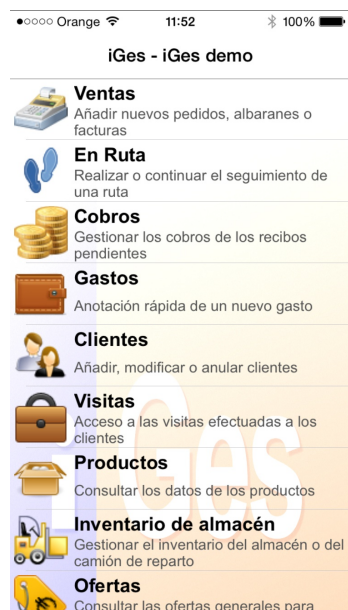 Orange 11:52 100%
iGes - iGes demo
Ventas
Añadir nuevos pedidos, albaranes o
facturas
En Ruta
Realizar o continuar el seguimiento de
una ruta
Cobros
Gestionar los cobros de los recibos
pendientes
Gastos
Anotación rápida de un nuevo gasto
Clientes
Añadir, modificar o anular clientes
Visitas
Acceso a las visitas efectuadas a los
clientes
Productos
Consultar los datos de los productos
Inventario de almacén
Gestionar el inventario del almacén o del
camión de reparto
Ofertas
Consultar las ofertas generales para
iGes